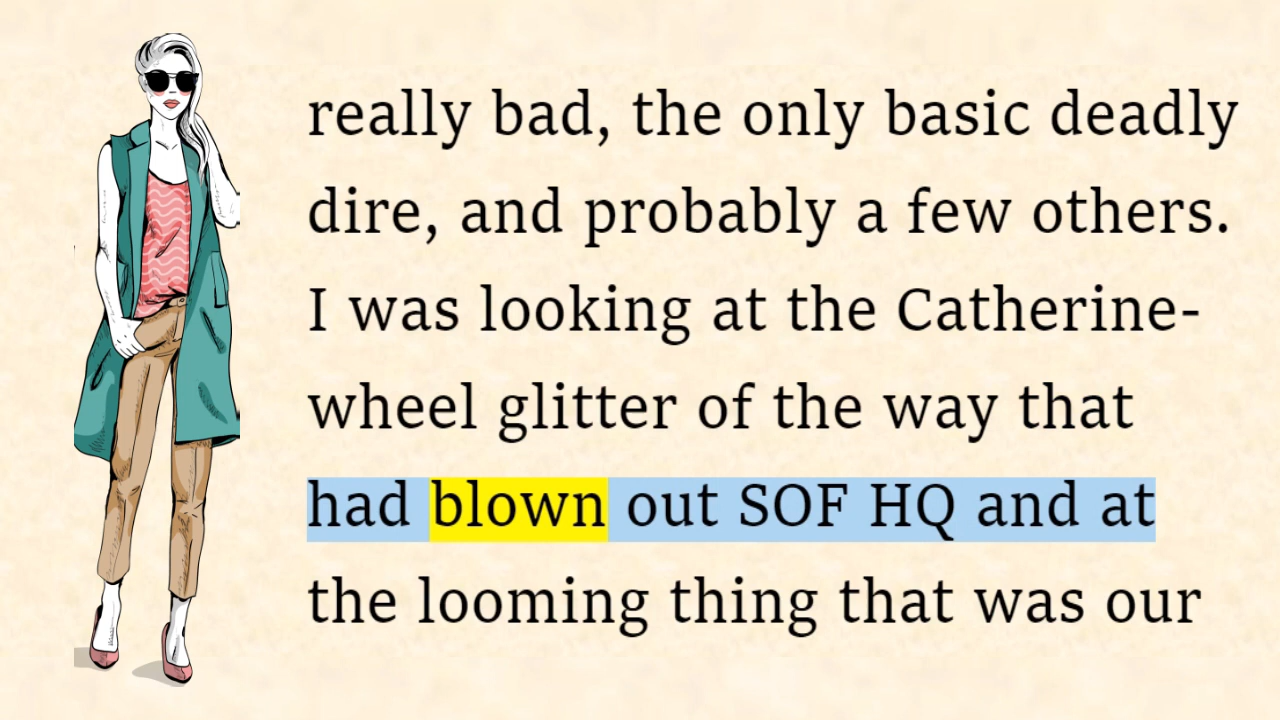 really bad, the only basic deadly
dire, and probably a few others.
I was looking at the Catherine-
wheel glitter of the way that
had blown out SOF HQ and at
the looming thing that was our